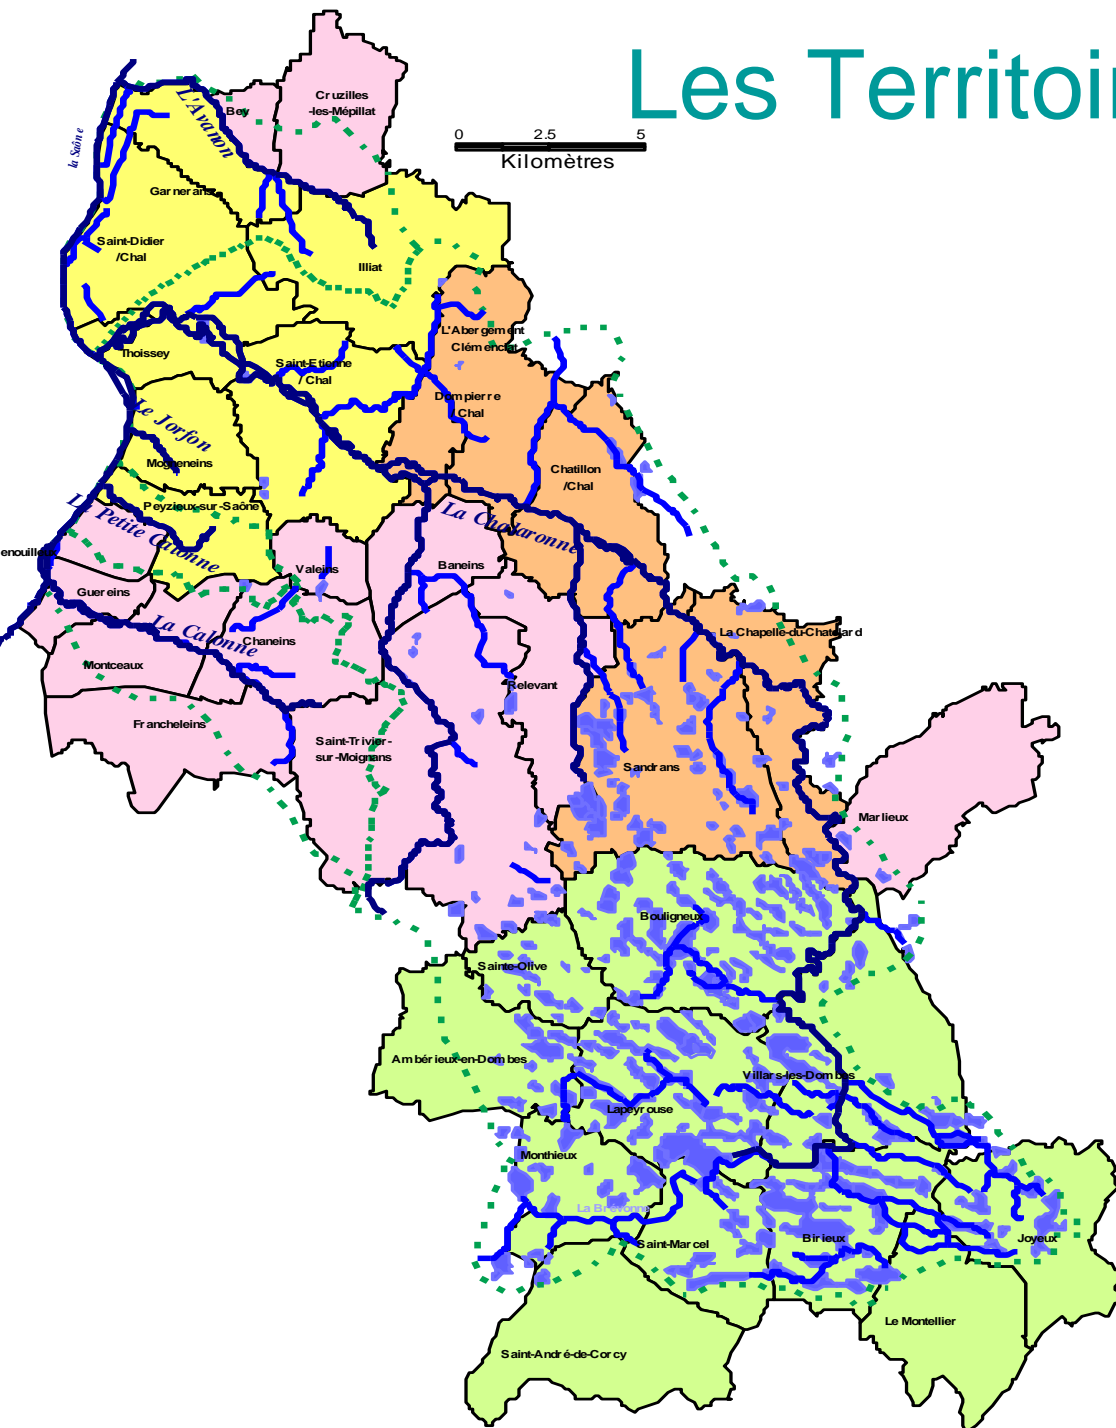 Les Territoi
0 2.5 5
Kilomètres
Cruzilles
-les-Mépillat
Bey
L'Avanon
la Saône
Garnerans
Saint-Didier
/Chal
Illiat
L'Abergement
Clémenciat
Thoissey
Saint-Etienne
/ Chal
Dompierre
/ Chal
Le Jorfon
Mogneneins
Chatillon
/Chal
Peyzieux-sur-Saône
La Petite Calonne
La Chalaronne
enouilleux
Valeins
Baneins
Guereins
La Calonne
Chaneins
La Chapelle-du-Chatelard
Montceaux
Relevant
Francheleins
Saint-Trivier-
sur-Moignans
Sandrans
Marlieux
Bouligneux
Sainte-Olive
Ambérieux-en-Dombes
Villars-les-Dombes
Lapeyrouse
Monthieux
La Brevonne
Saint-Marcel
Birieux
Joyeux
Le Montellier
Saint-André-de-Corcy